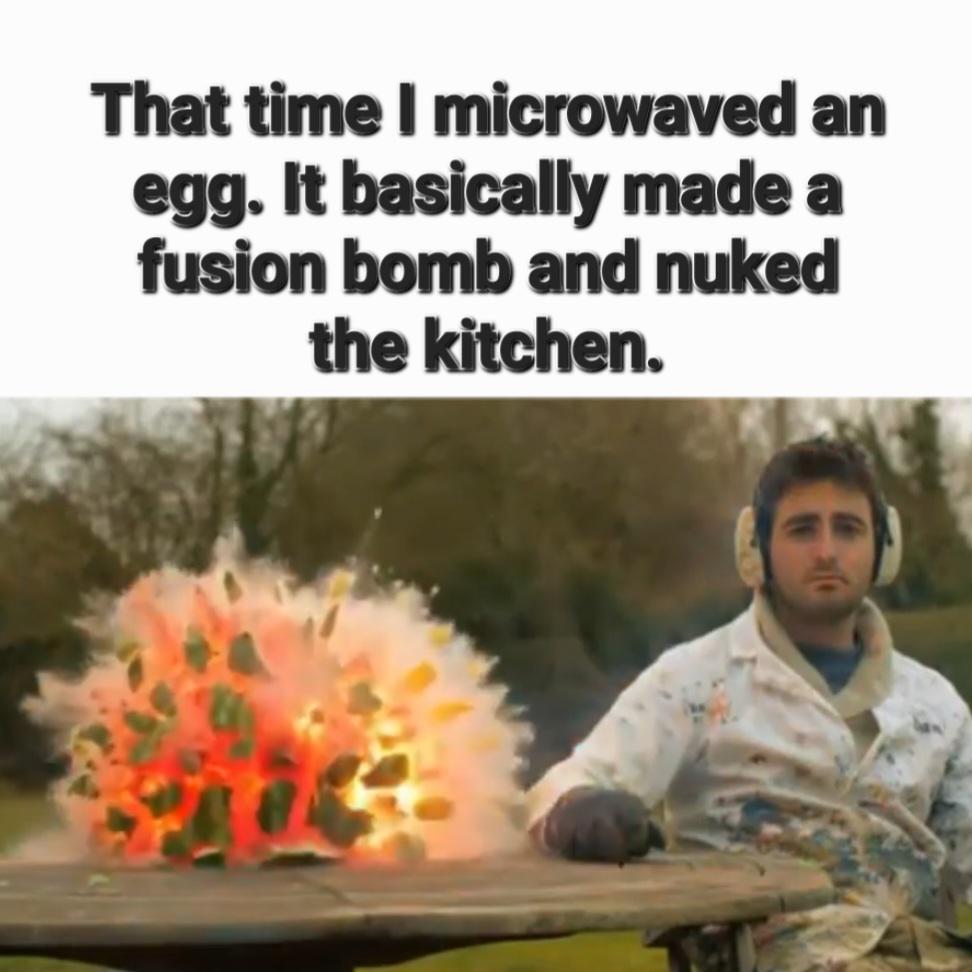 That time I microwaved an
egg. It basically made a
fusion bomb and nuked
the kitchen.